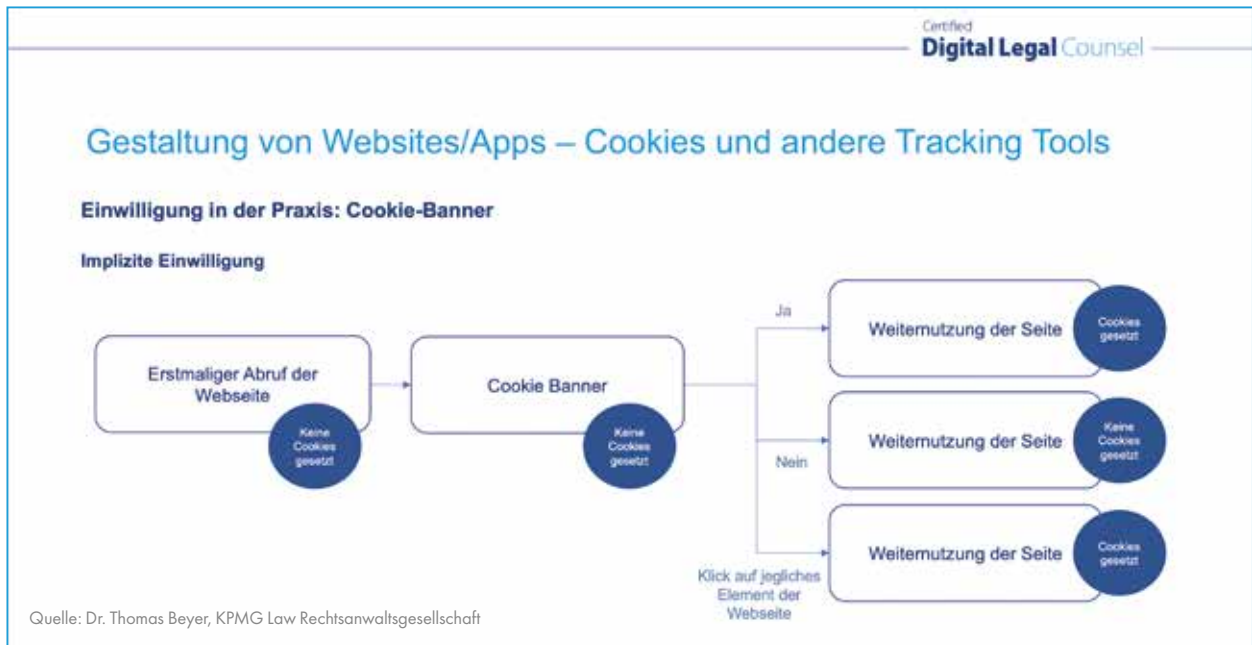 Certified
Digital Legal Counsel
Gestaltung von Websites/Apps – Cookies und andere Tracking Tools
Einwilligung in der Praxis: Cookie-Banner
Implizite Einwilligung
Erstmaliger Abruf der
Webseite
Keine
Cookies
gesetzt
Cookie Banner
Keine
Cookies
gesetzt
Ja
Weiternutzung der Seite
Cookies
gesetzt
Nein
Weiternutzung der Seite
Keine
Cookies
gesetzt
Klick auf jegliches
Element der
Webseite
Weiternutzung der Seite
Cookies
gesetzt
Quelle: Dr. Thomas Beyer, KPMG Law Rechtsanwaltsgesellschaft